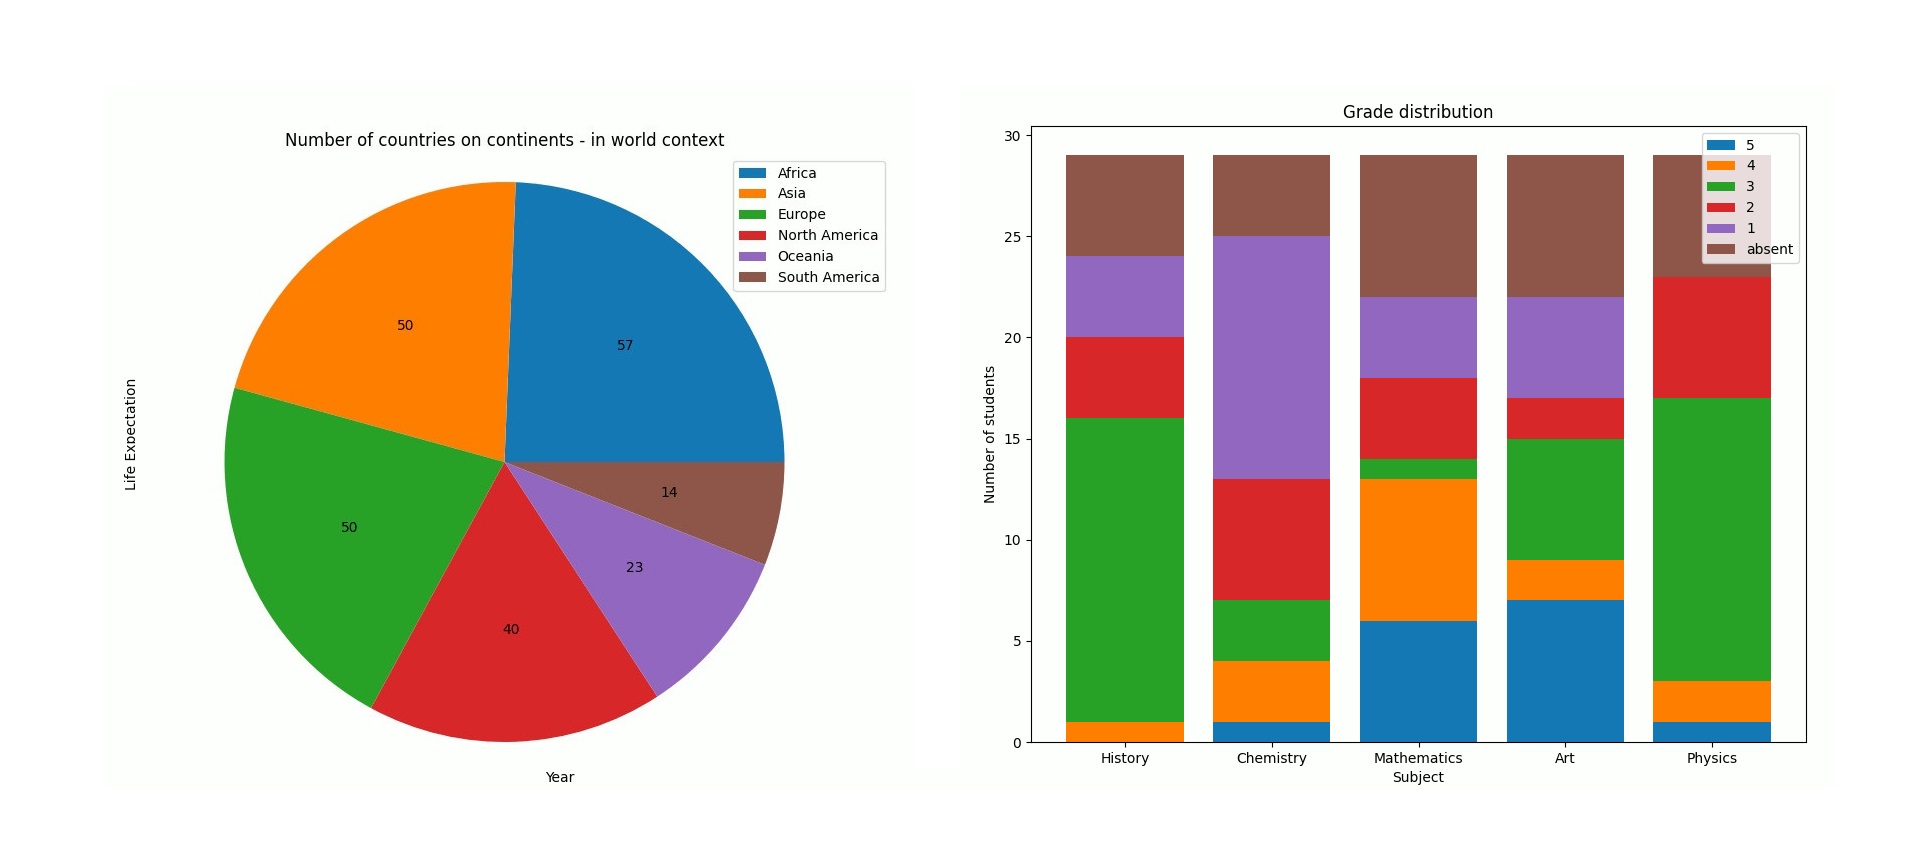 Number of countries on continents - in world context
Africa
Asia
Europe
North America
Oceania
South America
50
57
50
14
23
40
Life Expectation
Year
Grade distribution
5
4
3
2
1
absent
30
25
20
15
10
5
0
Number of students
History Chemistry Mathematics Art Physics
Subject